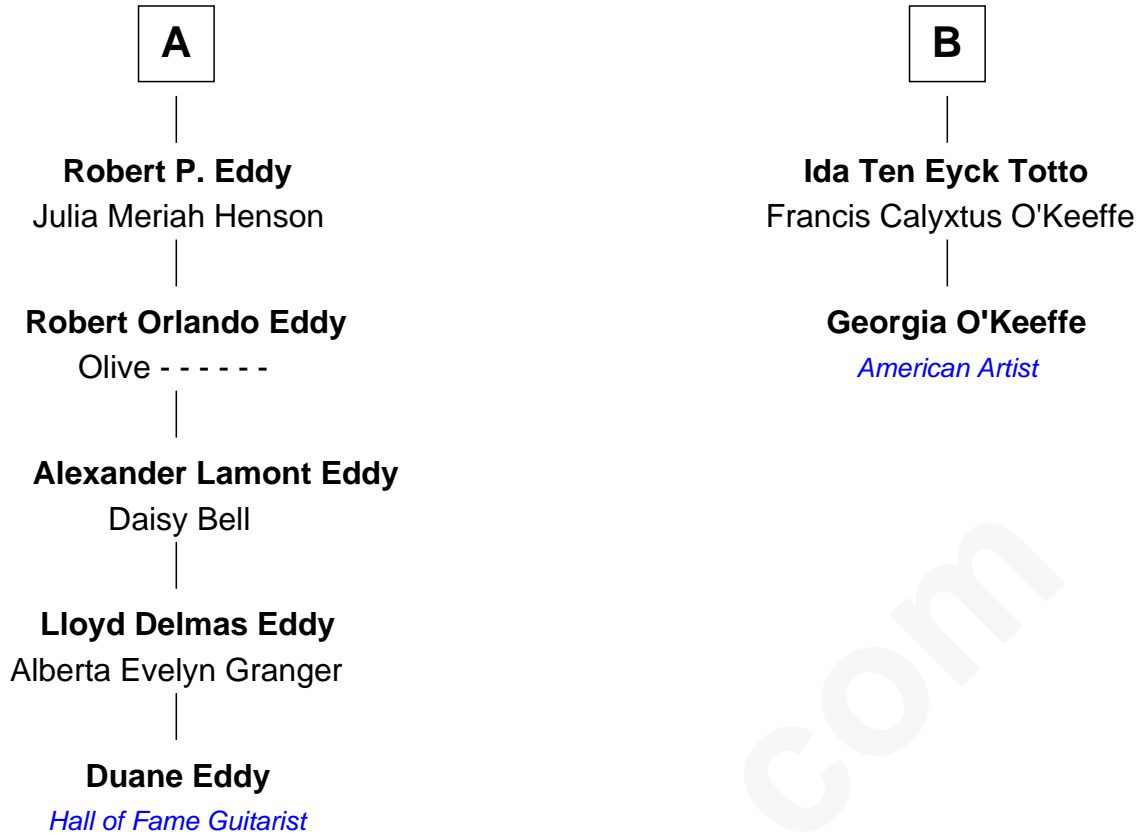 A
Robert P. Eddy
Julia Meriah Henson
Robert Orlando Eddy
Olive - - - - - -
Alexander Lamont Eddy
Daisy Bell
Lloyd Delmas Eddy
Alberta Evelyn Granger
Duane Eddy
Hall of Fame Guitarist
B
Ida Ten Eyck Totto
Francis Calyxtus O'Keeffe
Georgia O'Keeffe
American Artist
com